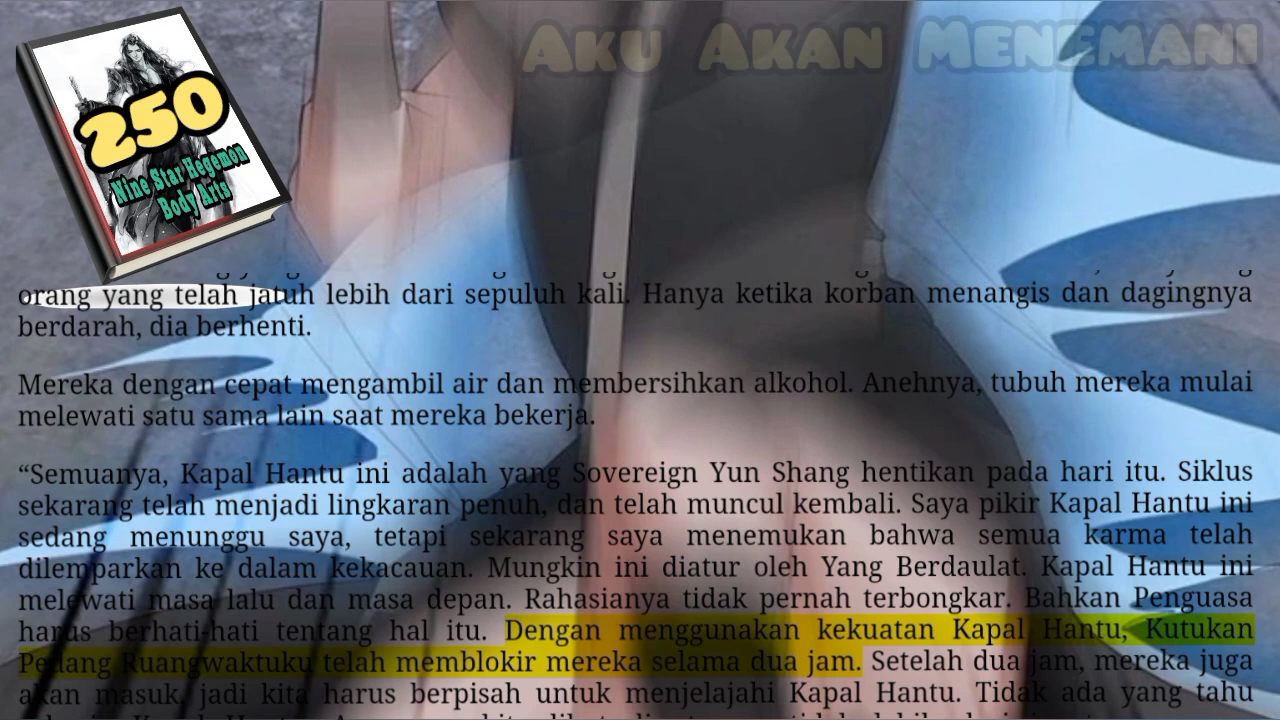 Aku Akan Menemani
250
Nine Star Hegemon
Body Arts
orang yang telah jatuh lebih dari sepuluh kali. Hanya ketika korban menangis dan dagingnya
berdarah, dia berhenti.
Mereka dengan cepat mengambil air dan membersihkan alkohol. Anehnya, tubuh mereka mulai
melewati satu sama lain saat mereka bekerja.
“Semuanya, Kapal Hantu ini adalah yang Sovereign Yun Shang hentikan pada hari itu. Siklus
sekarang telah menjadi lingkaran penuh, dan telah muncul kembali. Saya pikir Kapal Hantu ini
sedang menunggu saya, tetapi sekarang saya menemukan bahwa semua karma telah
dilemparkan ke dalam kekacauan. Mungkin ini diatur oleh Yang Berdaulat. Kapal Hantu ini
melewati masa lalu dan masa depan. Rahasianya tidak pernah terbongkar. Bahkan Penguasa
harus berhati-hati tentang hal itu. Dengan menggunakan kekuatan Kapal Hantu, Kutukan
Pedang Ruangwaktuku telah memblokir mereka selama dua jam. Setelah dua jam, mereka juga
akan masuk, jadi kita harus berpisah untuk menjelajahi Kapal Hantu. Tidak ada yang tahu